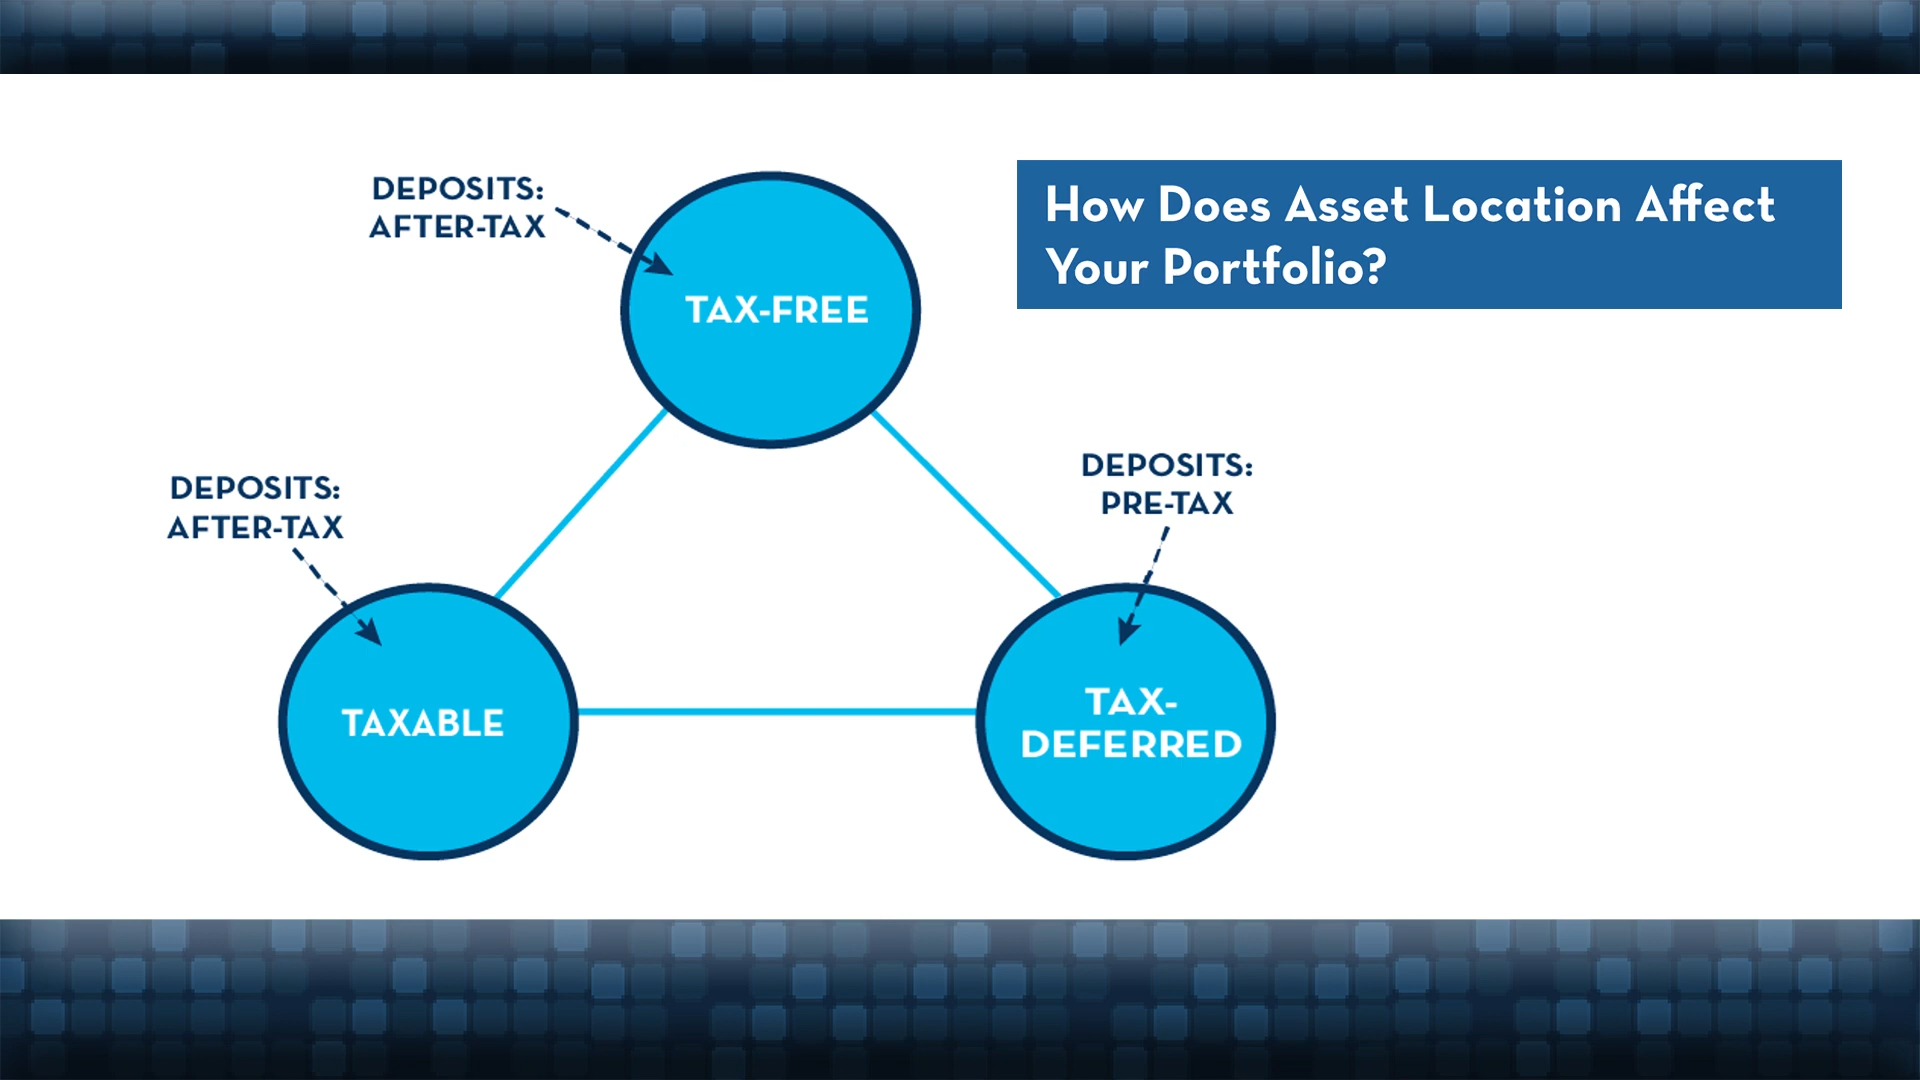 How Does Asset Location Affect
Your Portfolio?
DEPOSITS:
AFTER-TAX
TAX-FREE
DEPOSITS:
AFTER-TAX
TAXABLE
DEPOSITS:
PRE-TAX
TAX-
DEFERRED